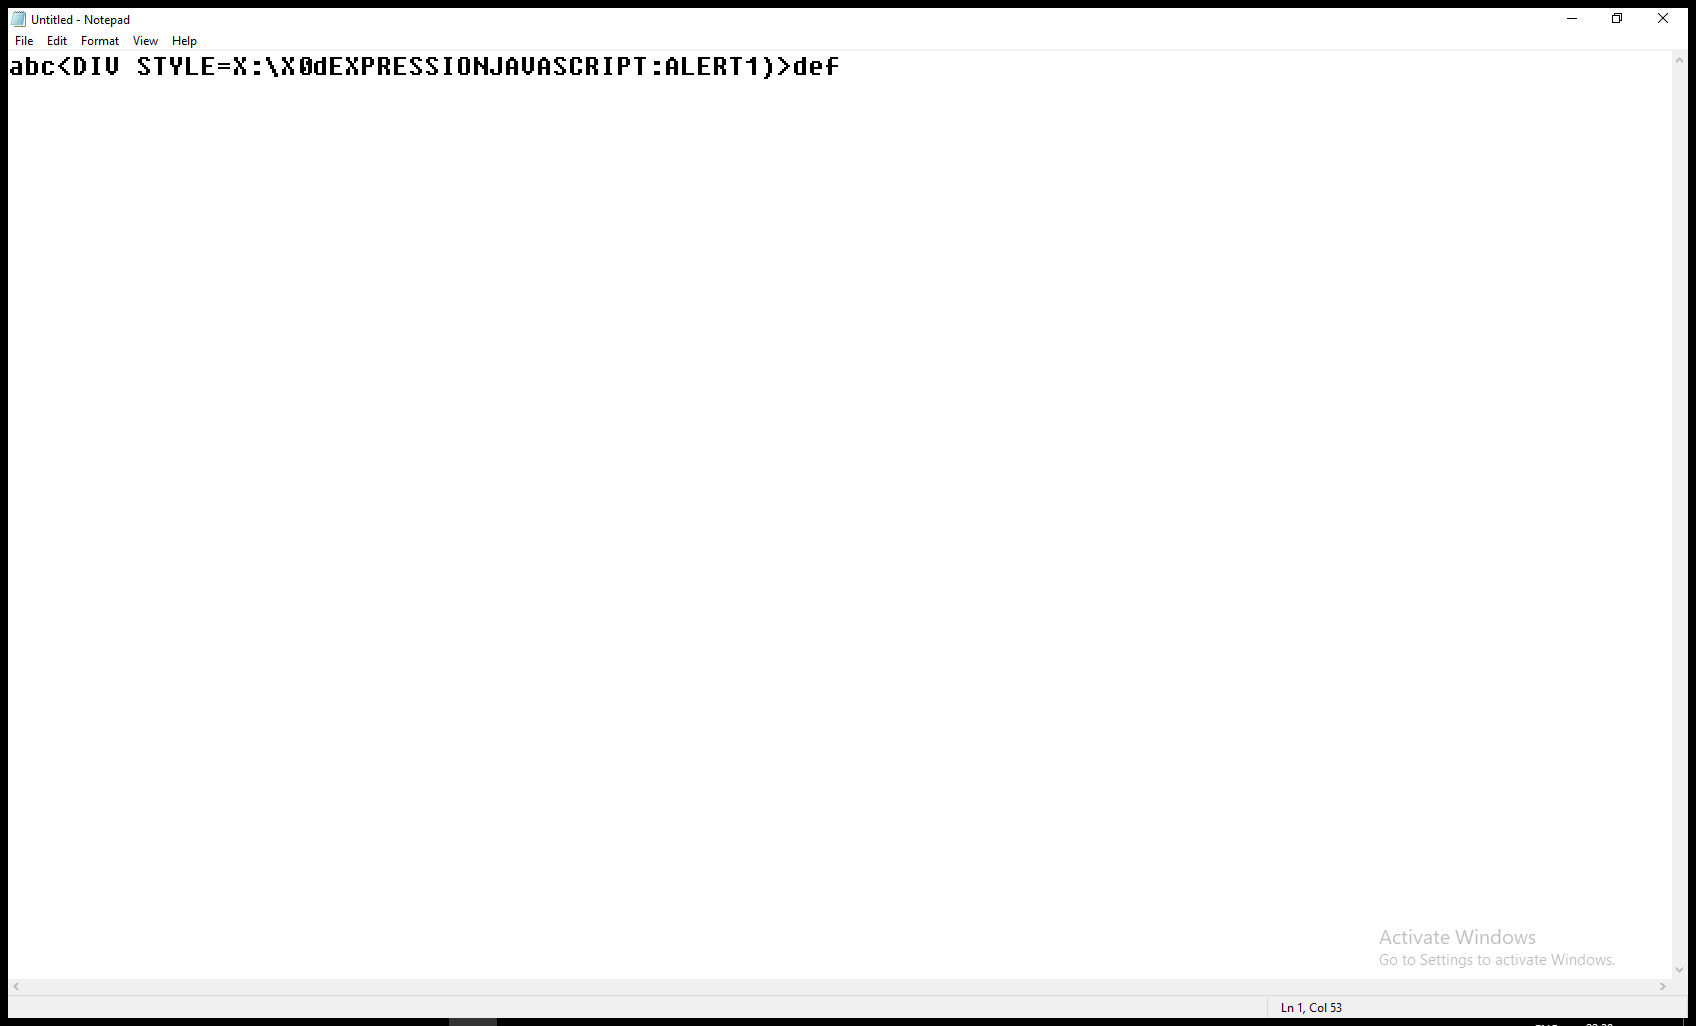 Untitled - Notepad
File Edit Format View Help
abc<DIV STYLE=X:\X0dEXPRESSIONJAVASCRIPT:ALERT1)>def
Activate Windows
Go to Settings to activate Windows.
Ln 1, Col 53